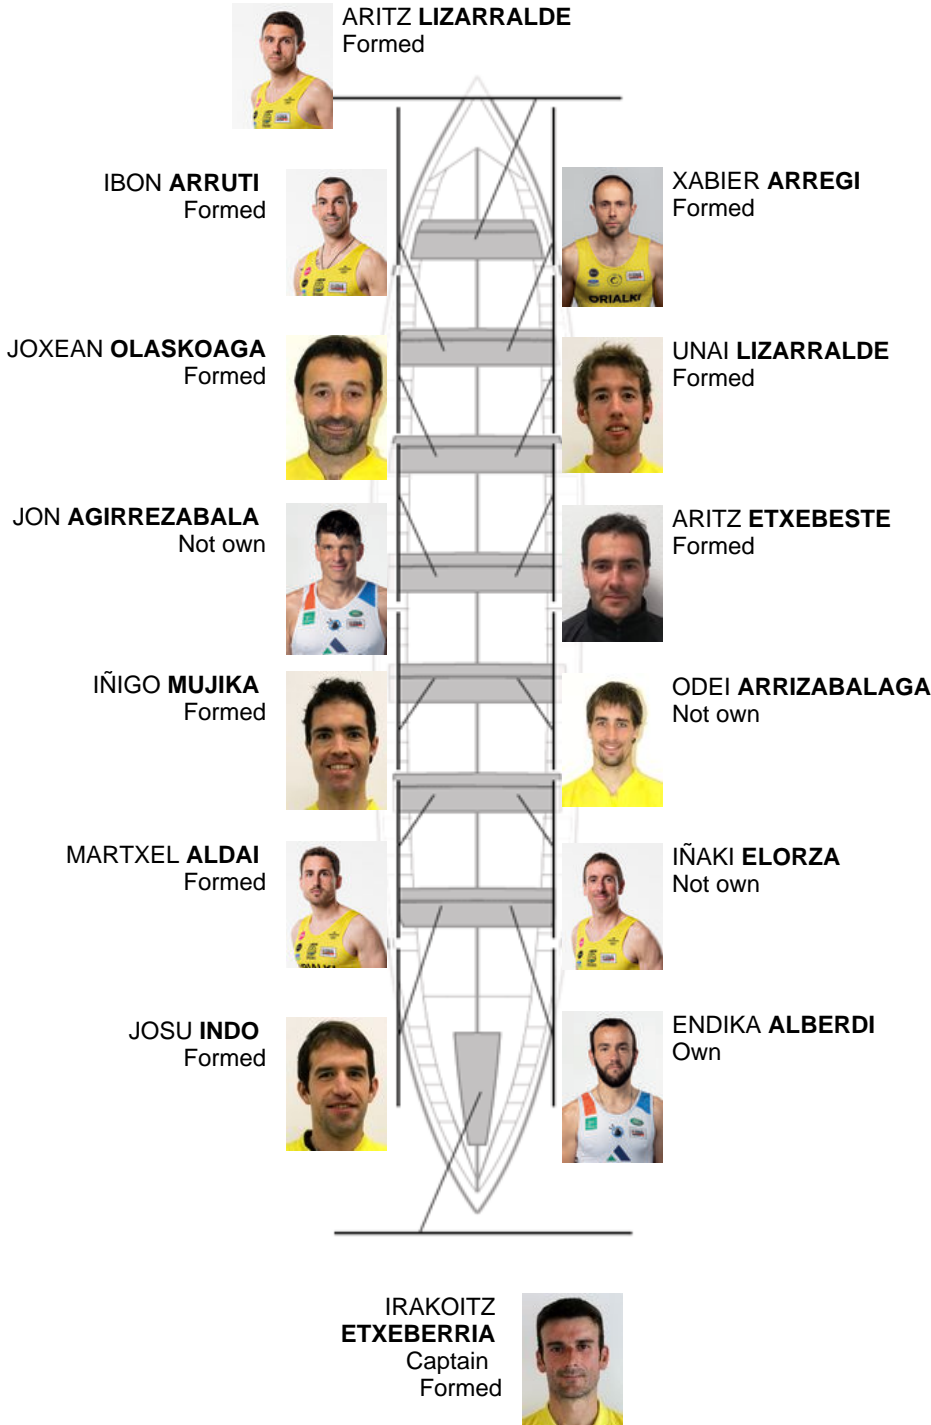 ARITZ LIZARRALDE
Formed
IBON ARRUTI
Formed
XABIER ARREGI
Formed
ORIALKI
JOXEAN OLASKOAGA
Formed
UNAI LIZARRALDE
Formed
JON AGIRREZABALA
Not own
ARITZ ETXEBESTE
Formed
IÑIGO MUJIKA
Formed
ODEI ARRIZABALAGA
Not own
MARTXEL ALDAI
Formed
IÑAKI ELORZA
Not own
JOSU INDO
Formed
ENDIKA ALBERDI
Own
IRAKOITZ
ETXEBERRIA
Captain
Formed